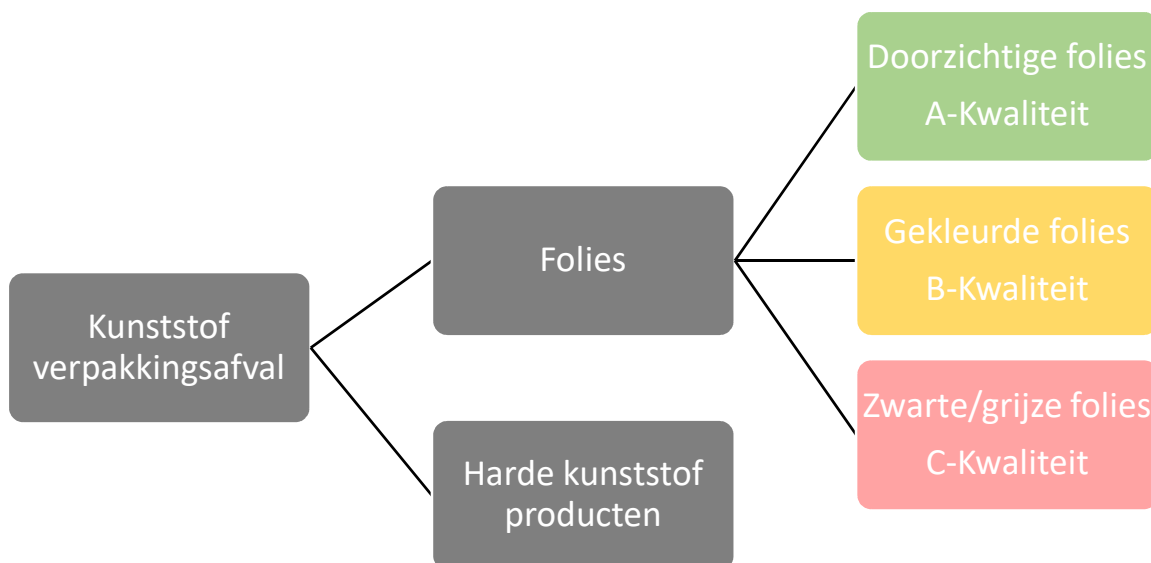 Kunststof
verpakkingsafval
Folies
Harde kunststof
producten
Doorzichtige folies
A-Kwaliteit
Gekleurde folies
B-Kwaliteit
Zwarte/grijze folies
C-Kwaliteit